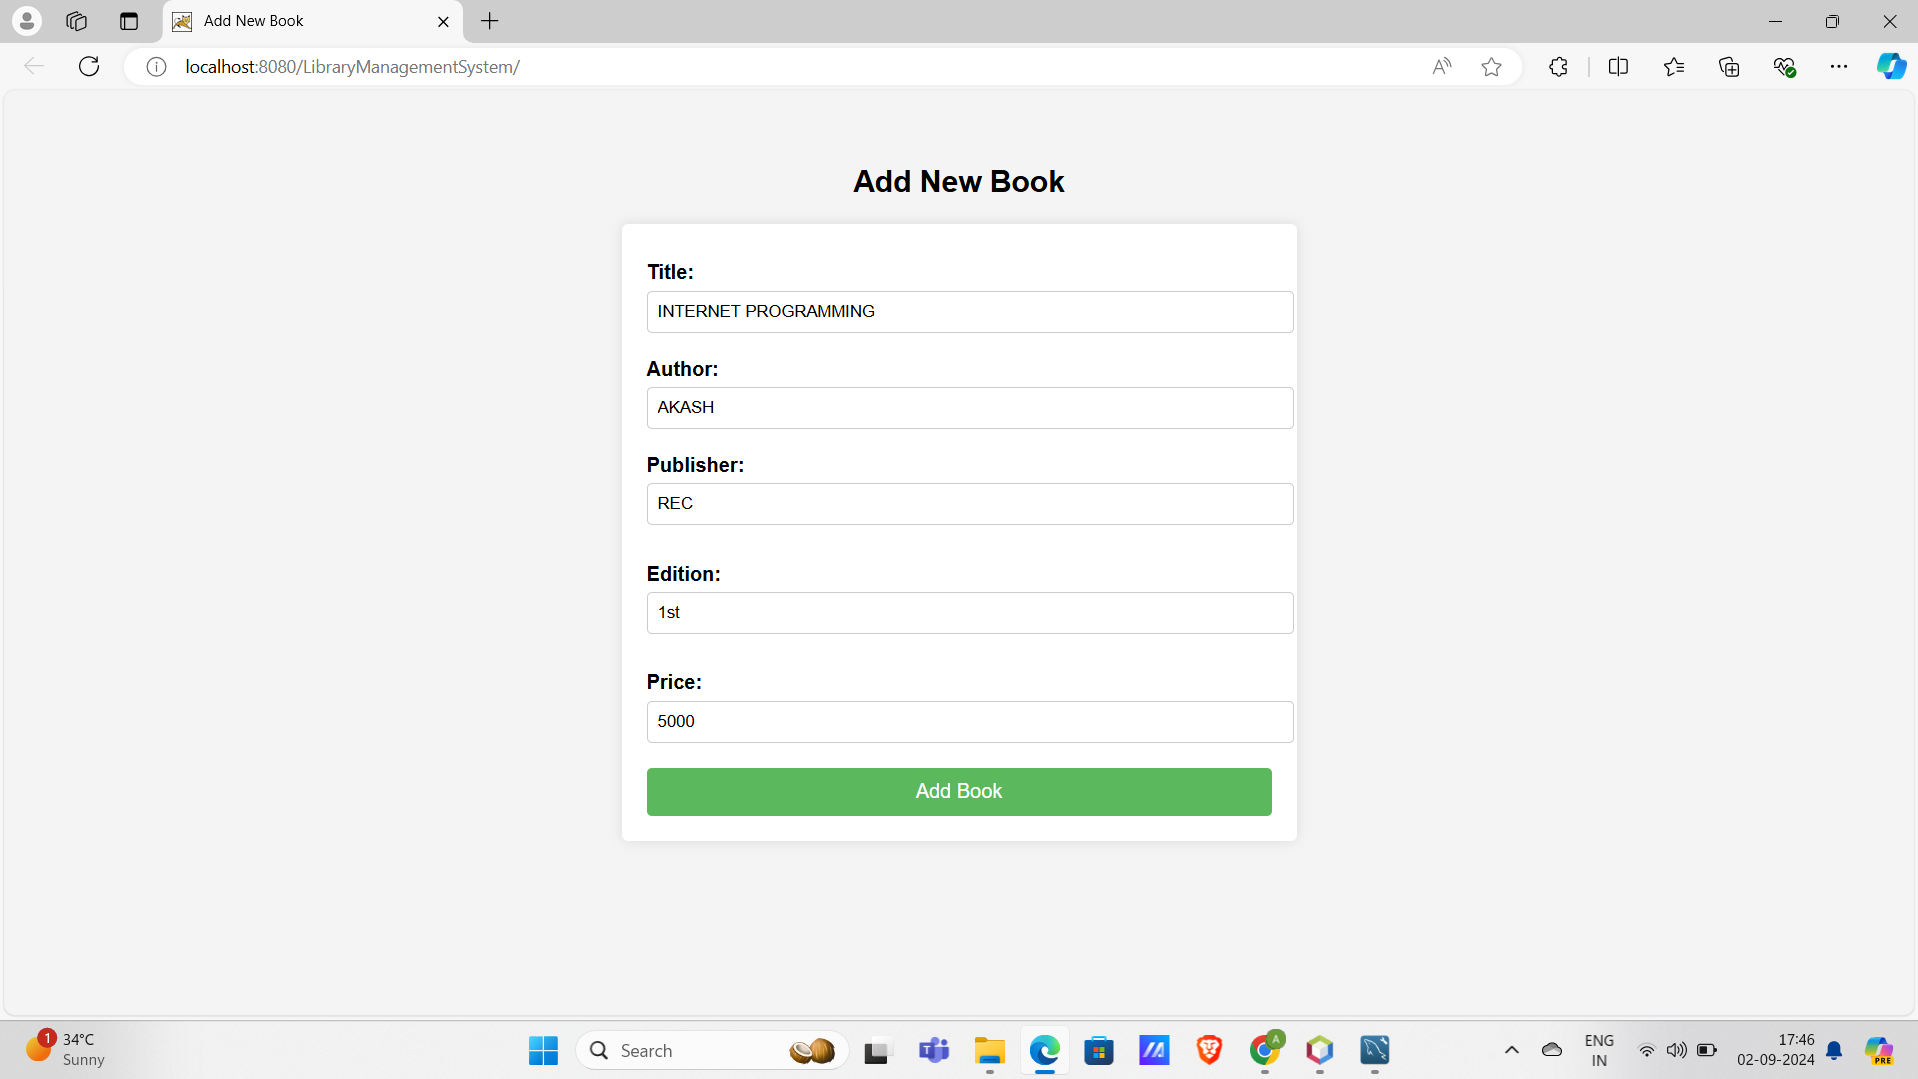 Add New Book
localhost:8080/LibraryManagementSystem/
Add New Book
Title:
INTERNET PROGRAMMING
Author:
AKASH
Publisher:
REC
Edition:
1st
Price:
5000
Add Book
1
34°C
Sunny
Search
A
ENG
IN
17:46
02-09-2024
PRE